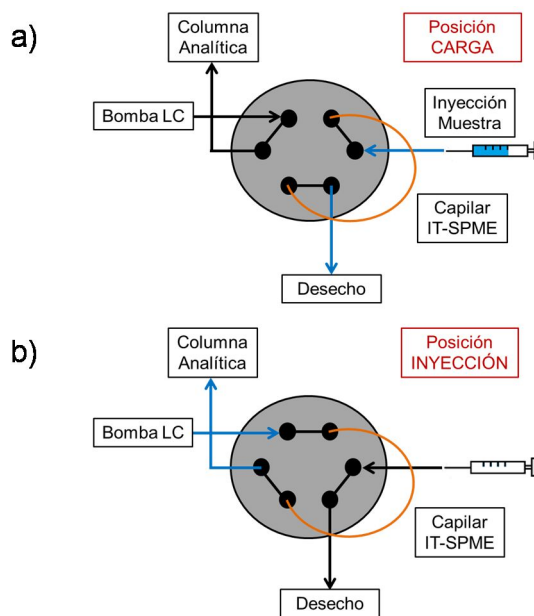 a)
Columna
Analítica
Posición
CARGA
Bomba LC
Inyección
Muestra
Capilar
IT-SPME
Desecho
b)
Columna
Analítica
Posición
INYECCIÓN
Bomba LC
Capilar
IT-SPME
Desecho